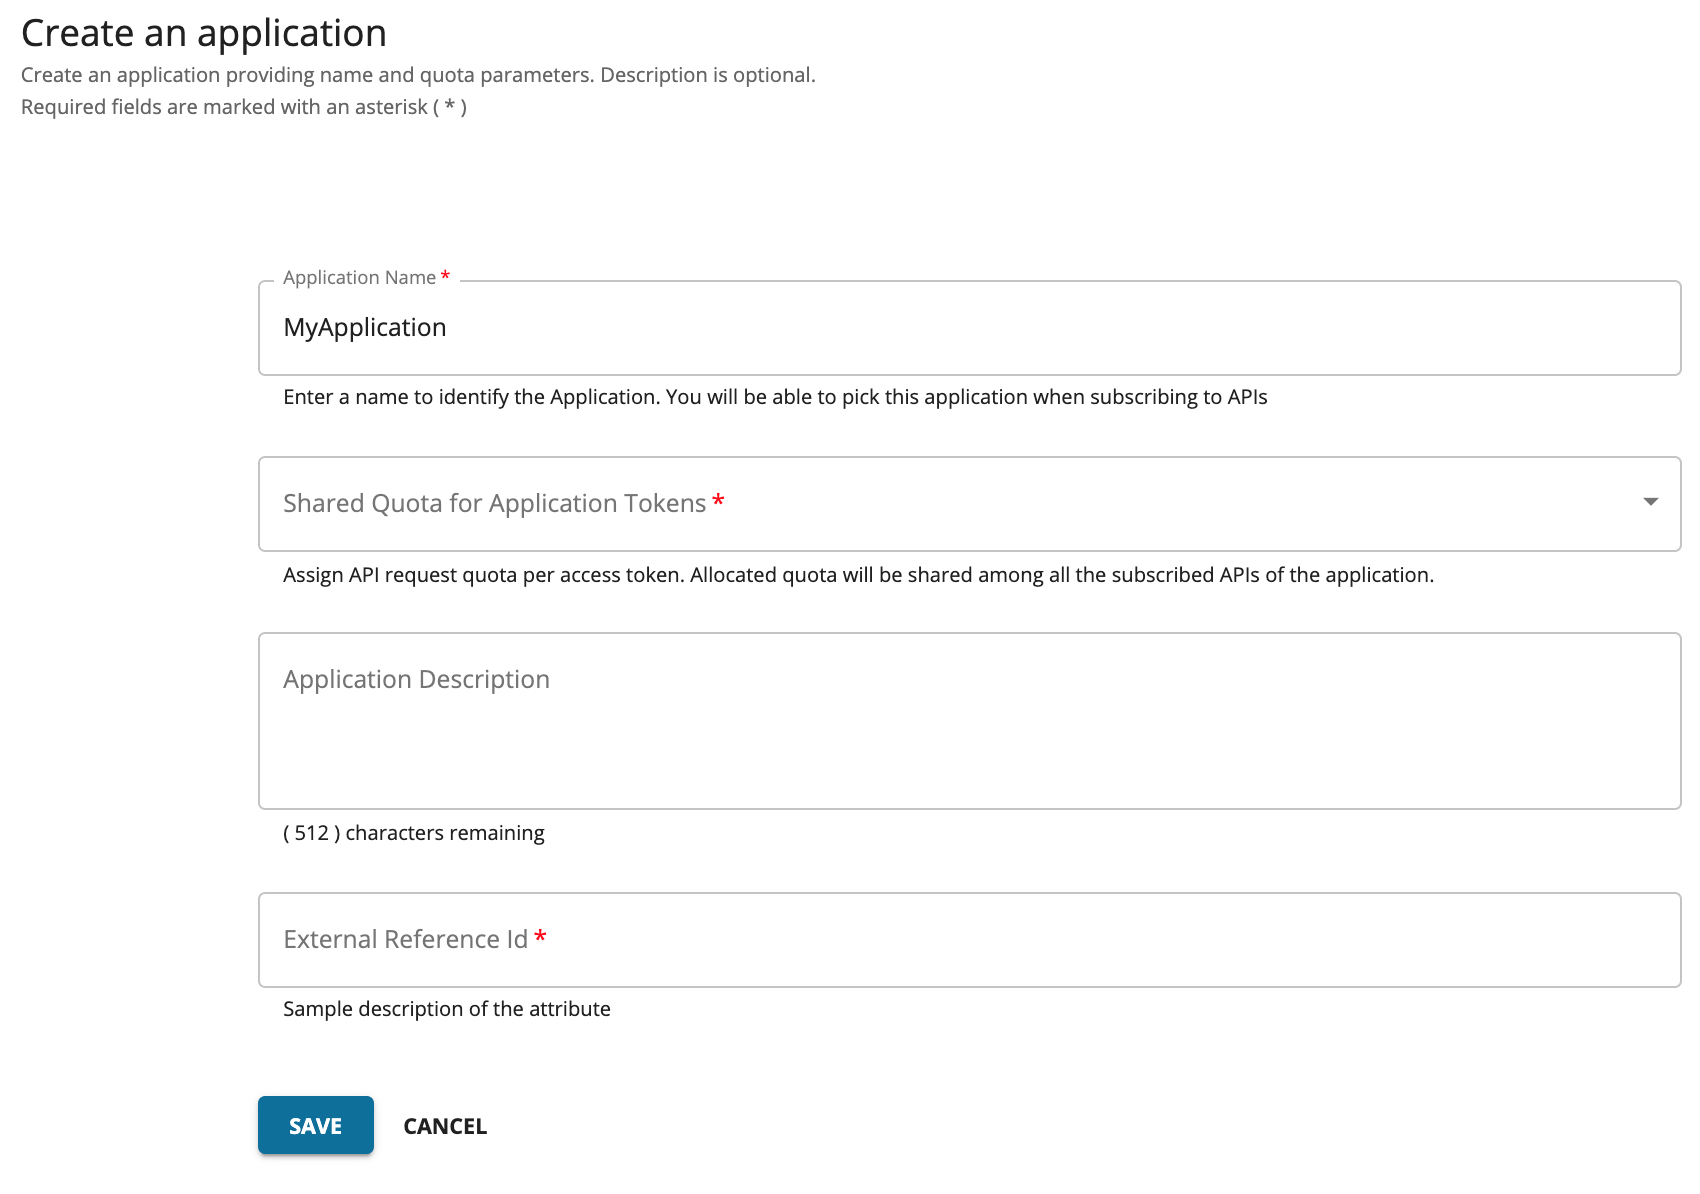 Create an application
Create an application providing name and quota parameters. Description is optional.
Required fields are marked with an asterisk ( * )
Application Name *
MyApplication
Enter a name to identify the Application. You will be able to pick this application when subscribing to APIs
Shared Quota for Application Tokens *
Assign API request quota per access token. Allocated quota will be shared among all the subscribed APIs of the application.
Application Description
( 512 ) characters remaining
External Reference Id *
Sample description of the attribute
SAVE CANCEL